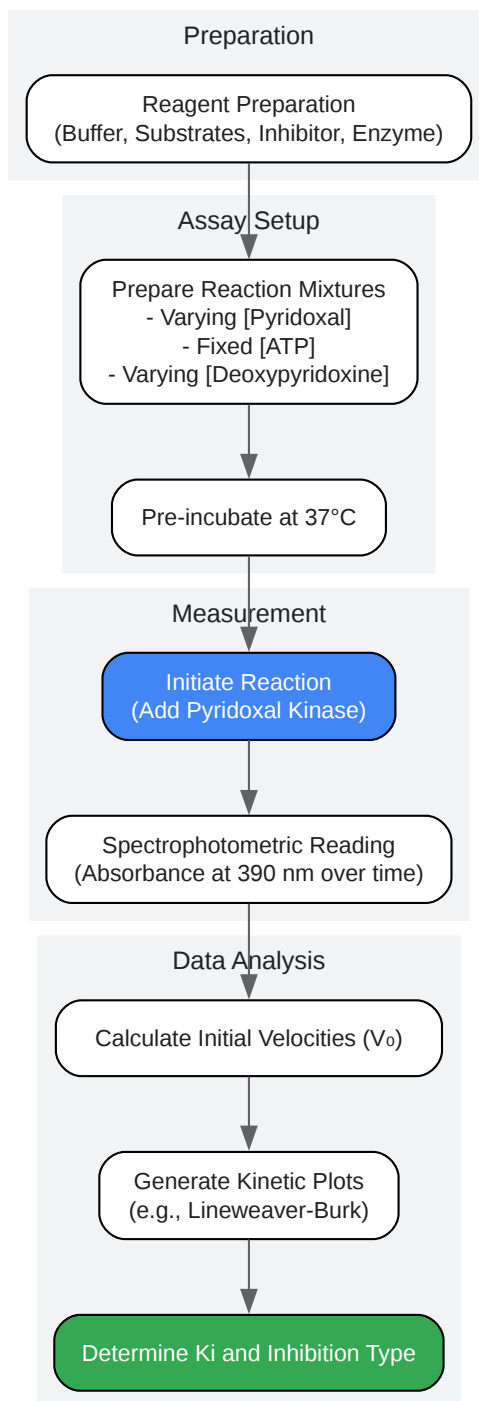 Preparation
Reagent Preparation
(Buffer, Substrates, Inhibitor, Enzyme)
Assay Setup
Prepare Reaction Mixtures
- Varying [Pyridoxal]
- Fixed [ATP]
- Varying [Deoxypyridoxine]
Pre-incubate at 37°C
Measurement
Initiate Reaction
(Add Pyridoxal Kinase)
Spectrophotometric Reading
(Absorbance at 390 nm over time)
Data Analysis
Calculate Initial Velocities (V₀)
Generate Kinetic Plots
(e.g., Lineweaver-Burk)
Determine Ki and Inhibition Type